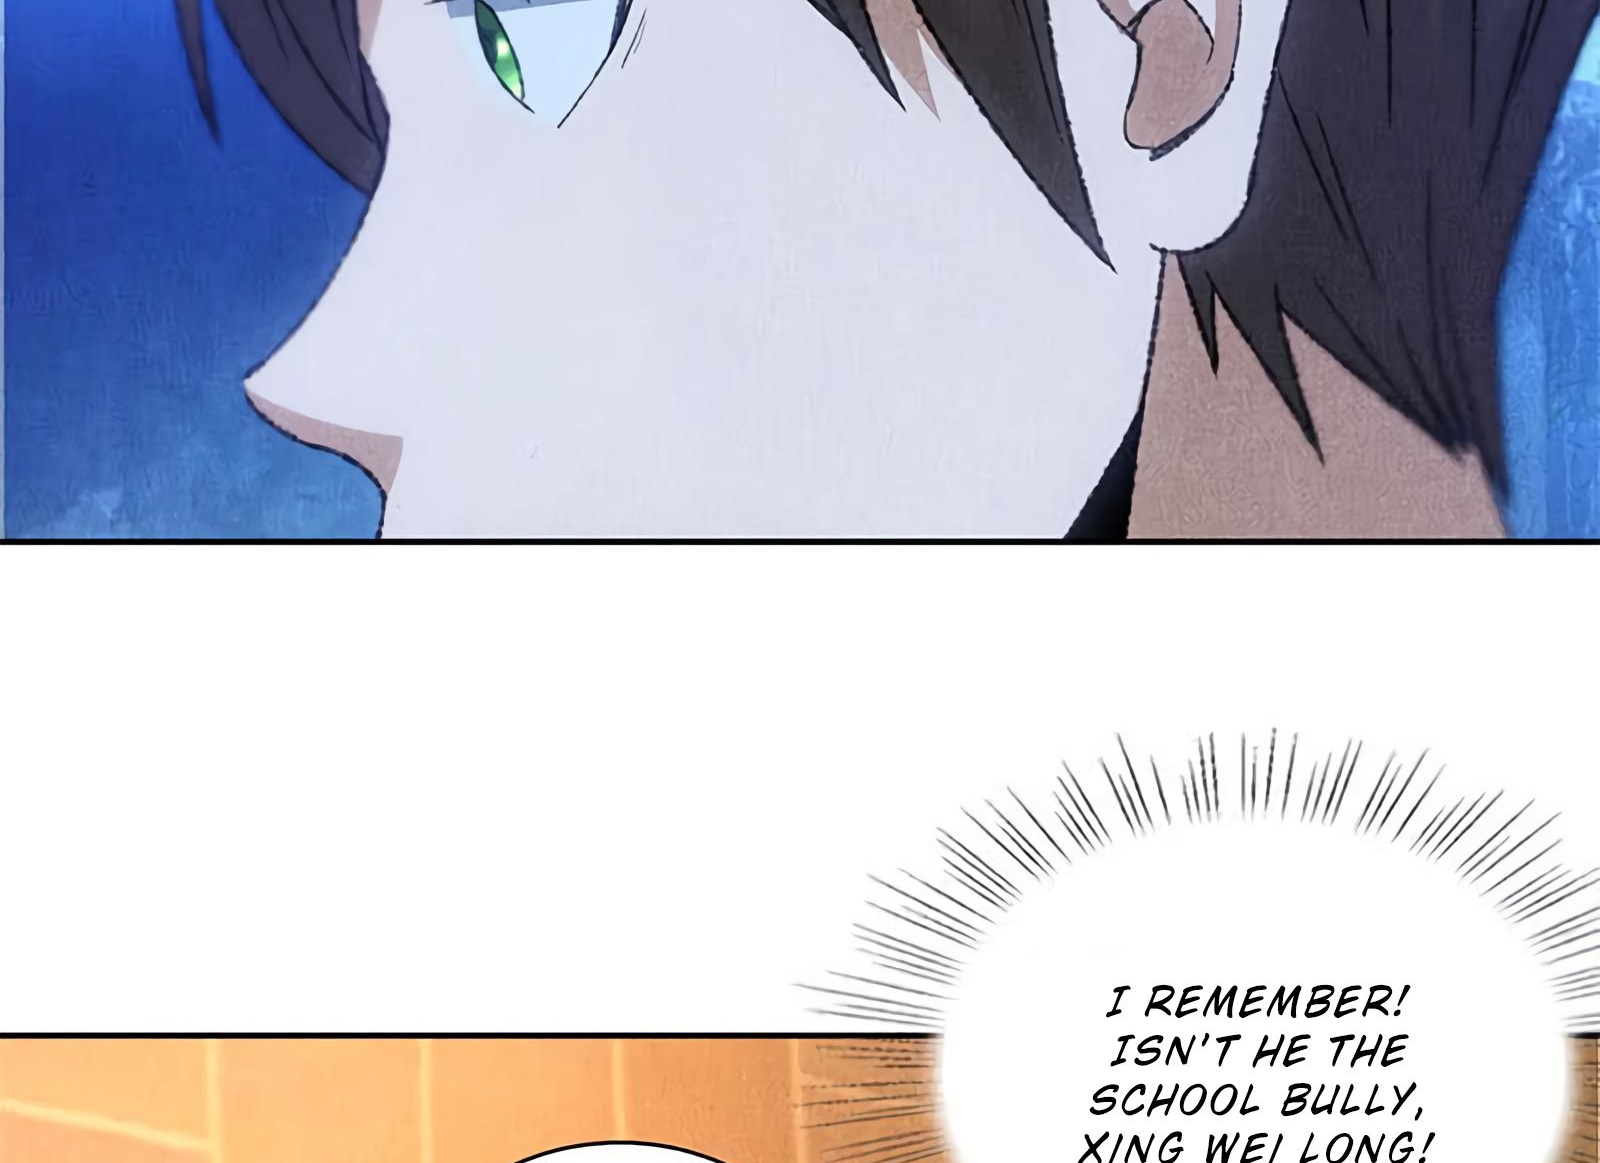 I REMEMBER!
ISN'T HE THE
SCHOOL BULLY,
XING WEI LONG!